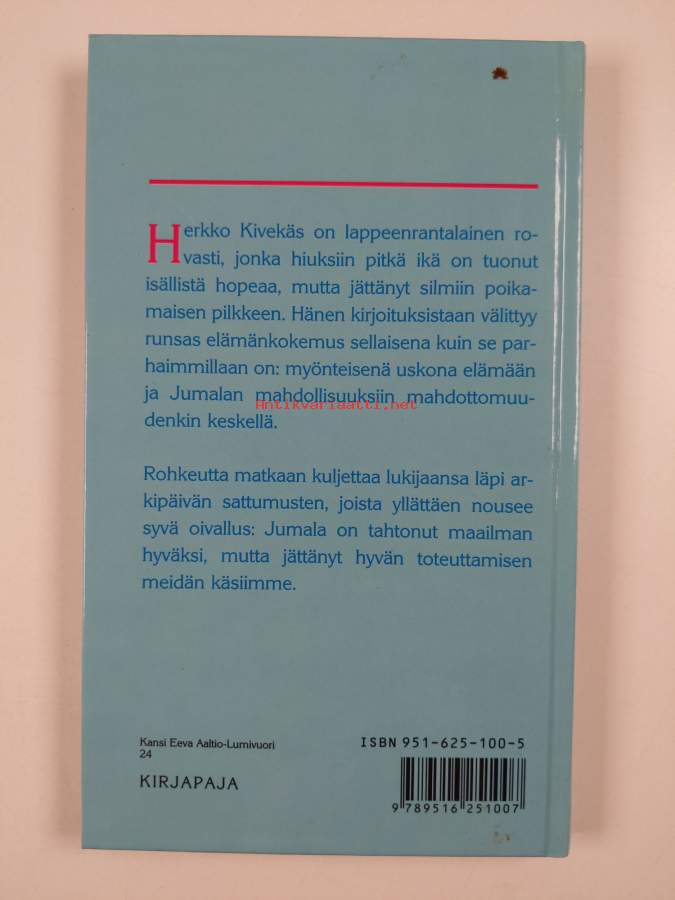 Herkko Kivekäs on lappeenrantalainen ro-
vasti, jonka hiuksiin pitkä ikä on tuonut
isällistä hopeaa, mutta jättänyt silmiin poika-
maisen pilkkeen. Hänen kirjoituksistaan välittyy
runsas elämänkokemus sellaisena kuin se par-
haimmillaan on: myönteisenä uskona elämään
ja Jumalan mahdollisuuksiin mahdottomuu-
Antikvariaatti.net
denkin keskellä.
Rohkeutta matkaan kuljettaa lukijaansa läpi ar-
kipäivän sattumusten, joista yllättäen nousee
syvä oivallus: Jumala on tahtonut maailman
hyväksi, mutta jättänyt hyvän toteuttamisen
meidän käsiimme.
Kansi Eeva Aaltio-Lumivuori
24
KIRJAPAJA
ISBN 951-625-100-5
9 789516 251007